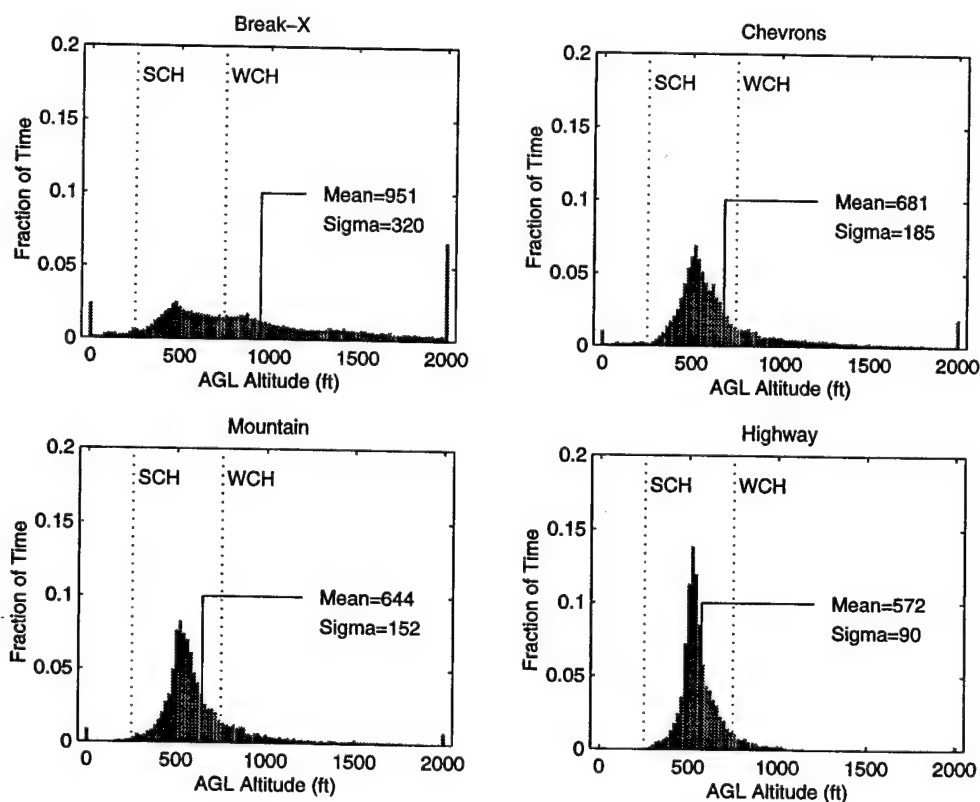 Break-X
0.2
0.15
0.1
0.05
0
Fraction of Time
SCH
WCH
Mean=951
Sigma=320
0
500
1000
1500
2000
AGL Altitude (ft)
Chevrons
0.2
0.15
0.1
0.05
0
Fraction of Time
SCH
WCH
Mean=681
Sigma=185
0
500
1000
1500
2000
AGL Altitude (ft)
Mountain
0.2
0.15
0.1
0.05
0
Fraction of Time
SCH
WCH
Mean=644
Sigma=152
0
500
1000
1500
2000
AGL Altitude (ft)
Highway
0.2
0.15
0.1
0.05
0
Fraction of Time
SCH
WCH
Mean=572
Sigma=90
0
500
1000
1500
2000
AGL Altitude (ft)